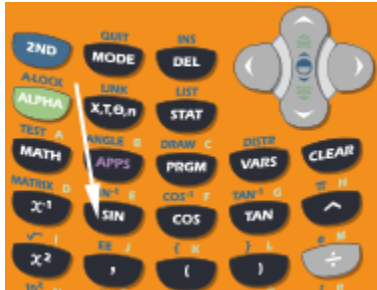 QUIT INS
2ND MODE DEL
A-LOCK LINK LIST
ALPHA X,T,Θ,n STAT
TEST A ANGLE B DRAW C DISTR
MATH APPS PRGM VARS CLEAR
MATRIX D SIN⁻¹ E COS⁻¹ F TAN⁻¹ G π H
X⁻¹ SIN COS TAN ^
√‾ I EE J { K } L e M
X² , ( ) ÷